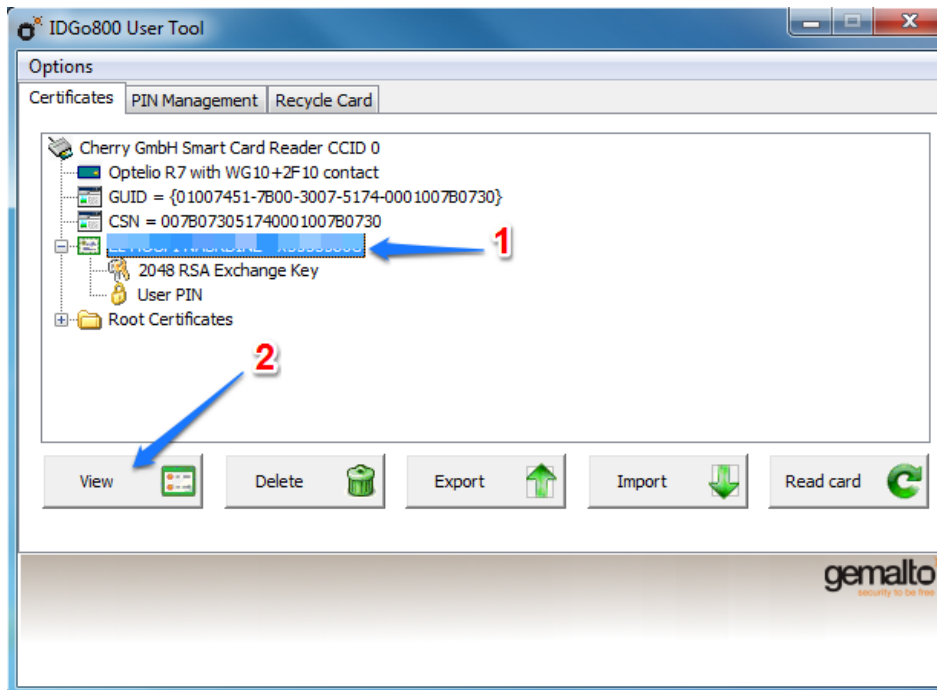 IDGo800 User Tool
Options
Certificates PIN Management Recycle Card
Cherry GmbH Smart Card Reader CCID 0
Optelio R7 with WG10+2F10 contact
GUID = {01007451-7B00-3007-5174-0001007B0730}
CSN = 007B073051740001007B0730
1
2048 RSA Exchange Key
User PIN
Root Certificates
2
View Delete Export Import Read card
gemalto
security to be free